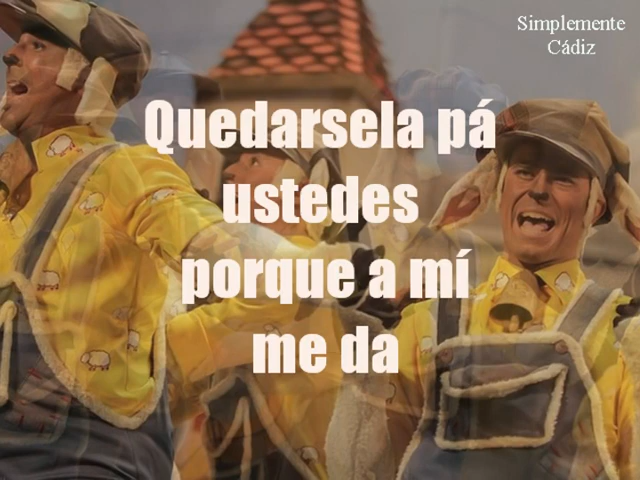 Simplemente
Cádiz
Quedarsela pá
ustedes
porque a mí
me da